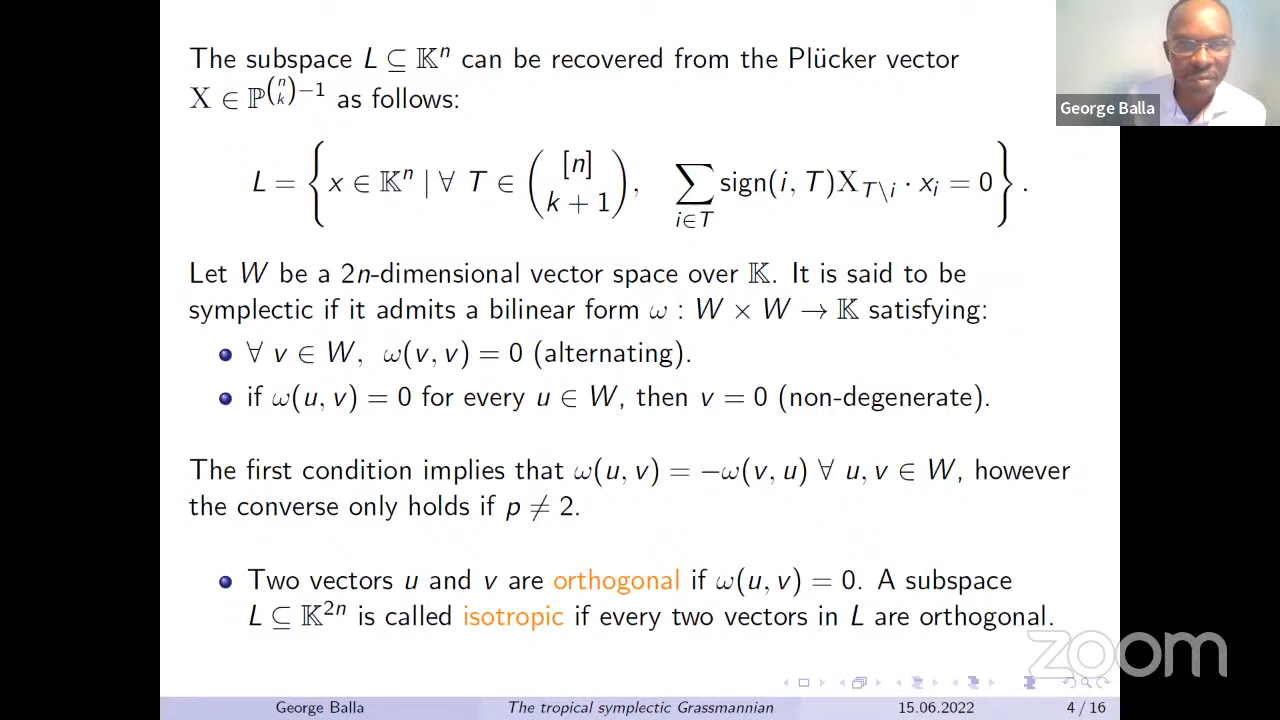 The subspace L ⊆ 𝕂ⁿ can be recovered from the Plücker vector
X ∈ ℙ^{\binom{n}{k}−1} as follows:
L = { x ∈ 𝕂ⁿ | ∀ T ∈ \binom{[n]}{k + 1}, ∑_{i∈T} sign(i, T)X_{T\i} · x_i = 0 } .
Let W be a 2n-dimensional vector space over 𝕂. It is said to be
symplectic if it admits a bilinear form ω : W × W → 𝕂 satisfying:
• ∀ v ∈ W, ω(v, v) = 0 (alternating).
• if ω(u, v) = 0 for every u ∈ W, then v = 0 (non-degenerate).
The first condition implies that ω(u, v) = −ω(v, u) ∀ u, v ∈ W, however
the converse only holds if p ≠ 2.
• Two vectors u and v are orthogonal if ω(u, v) = 0. A subspace
L ⊆ 𝕂²ⁿ is called isotropic if every two vectors in L are orthogonal.
George Balla
zoom
George Balla The tropical symplectic Grassmannian 15.06.2022 4 / 16